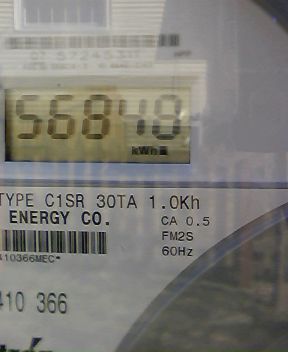 56848
kWh
TYPE C1SR 30TA 1.0Kh
ENERGY CO.
CA 0.5
FM2S
60Hz
410366MEC*
410 366